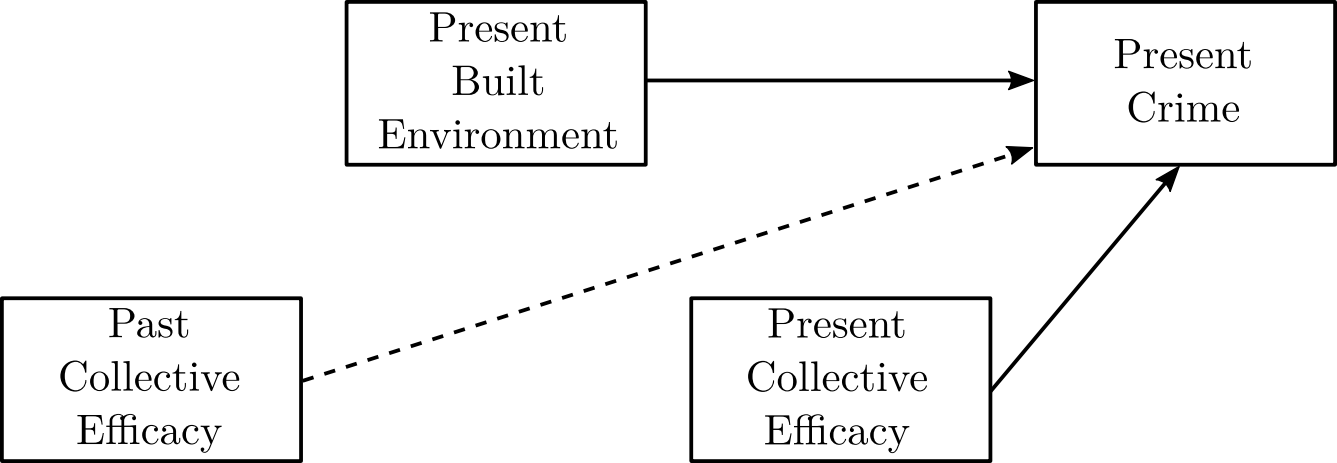 Present
Built
Environment
Present
Crime
Past
Collective
Efficacy
Present
Collective
Efficacy